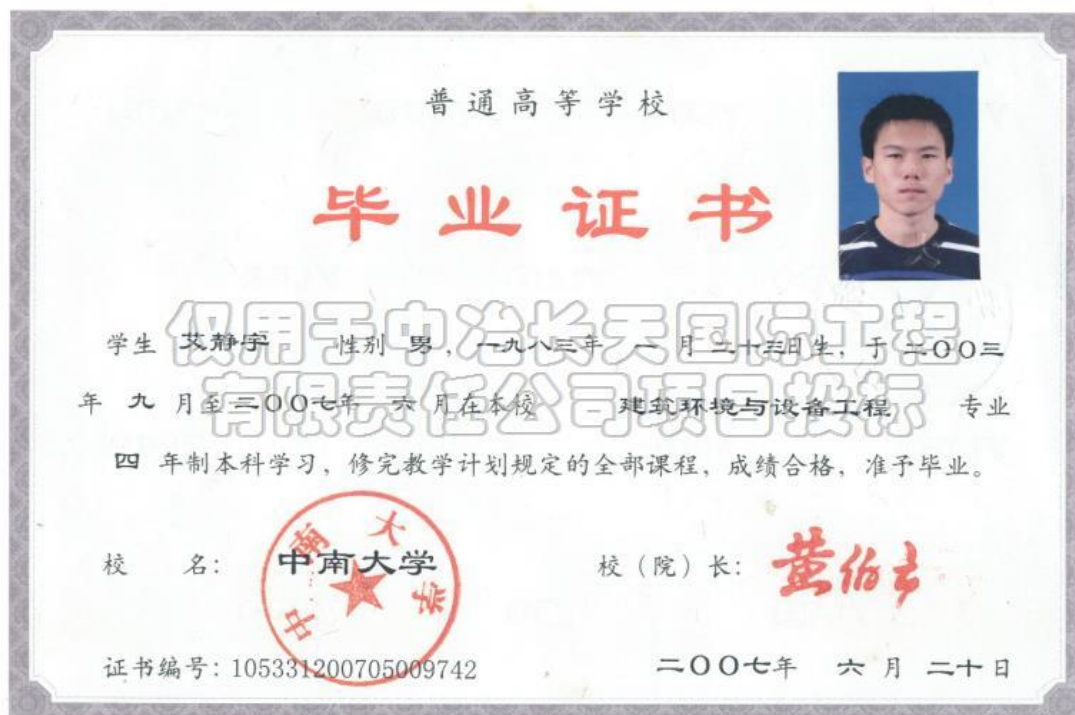 普通高等学校
毕业证书
学生 艾静宇 性别 男，一九八三年 一 月 二十三日生，于 二〇〇三
年 九 月至二〇〇七年 六 月在本校 建筑环境与设备工程 专业
四 年制本科学习，修完教学计划规定的全部课程，成绩合格，准予毕业。
仅用于中冶长天国际工程
有限责任公司项目投标
校 名： 中南大学
中南大学
校（院）长： 黄伯云
证书编号：105331200705009742
二〇〇七年 六 月 二十日